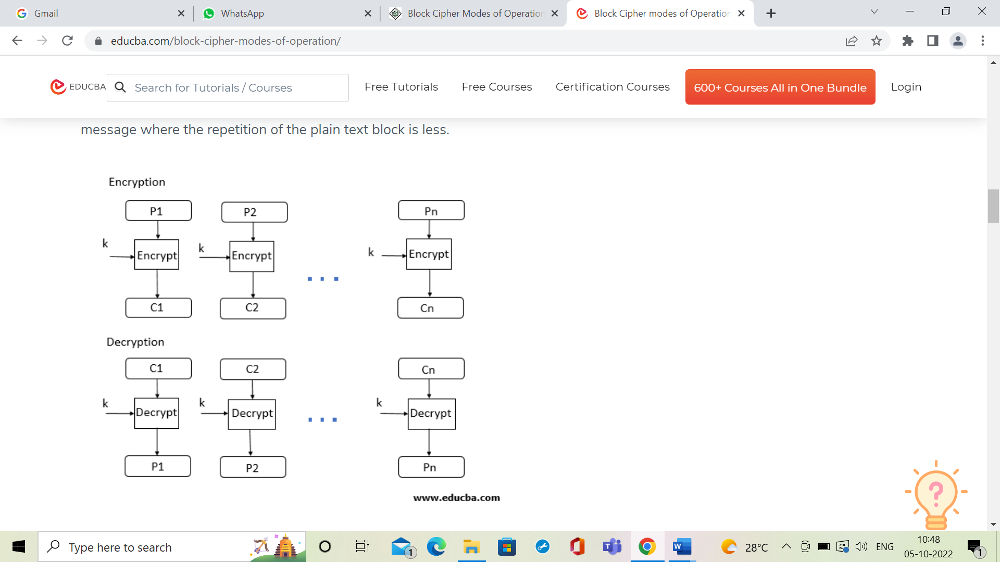 Gmail
WhatsApp
Block Cipher Modes of Operation
Block Cipher modes of Operation
educba.com/block-cipher-modes-of-operation/
EDUCBA
Search for Tutorials / Courses
Free Tutorials
Free Courses
Certification Courses
600+ Courses All in One Bundle
Login
message where the repetition of the plain text block is less.
Encryption
P1 P2 Pn
k Encrypt k Encrypt k Encrypt
C1 C2 Cn
Decryption
C1 C2 Cn
k Decrypt k Decrypt k Decrypt
P1 P2 Pn
www.educba.com
?
Type here to search
1
W
T
28°C
ENG
10:48
05-10-2022
1